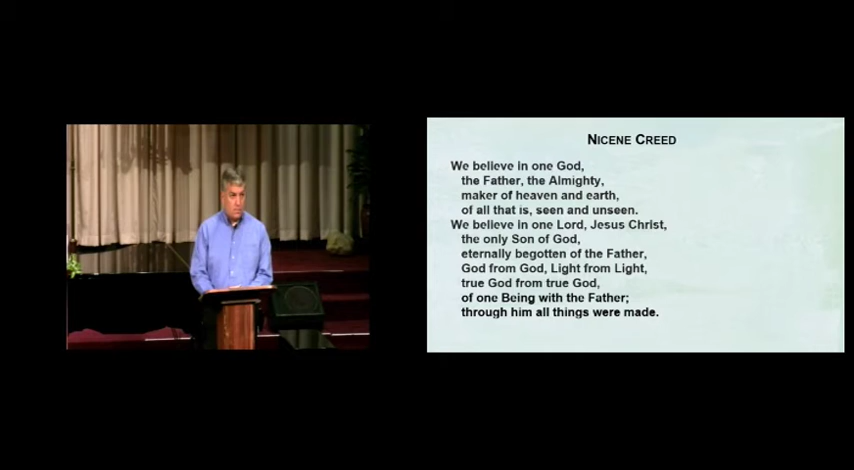 NICENE CREED
We believe in one God,
the Father, the Almighty,
maker of heaven and earth,
of all that is, seen and unseen.
We believe in one Lord, Jesus Christ,
the only Son of God,
eternally begotten of the Father,
God from God, Light from Light,
true God from true God,
of one Being with the Father;
through him all things were made.